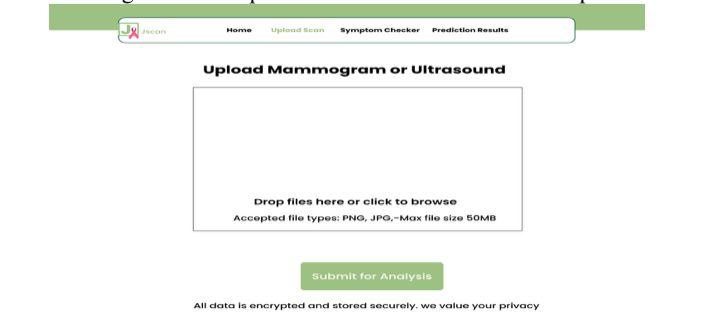 Jscan
Home Upload Scan Symptom Checker Prediction Results
Upload Mammogram or Ultrasound
Drop files here or click to browse
Accepted file types: PNG, JPG,-Max file size 50MB
Submit for Analysis
All data is encrypted and stored securely. we value your privacy